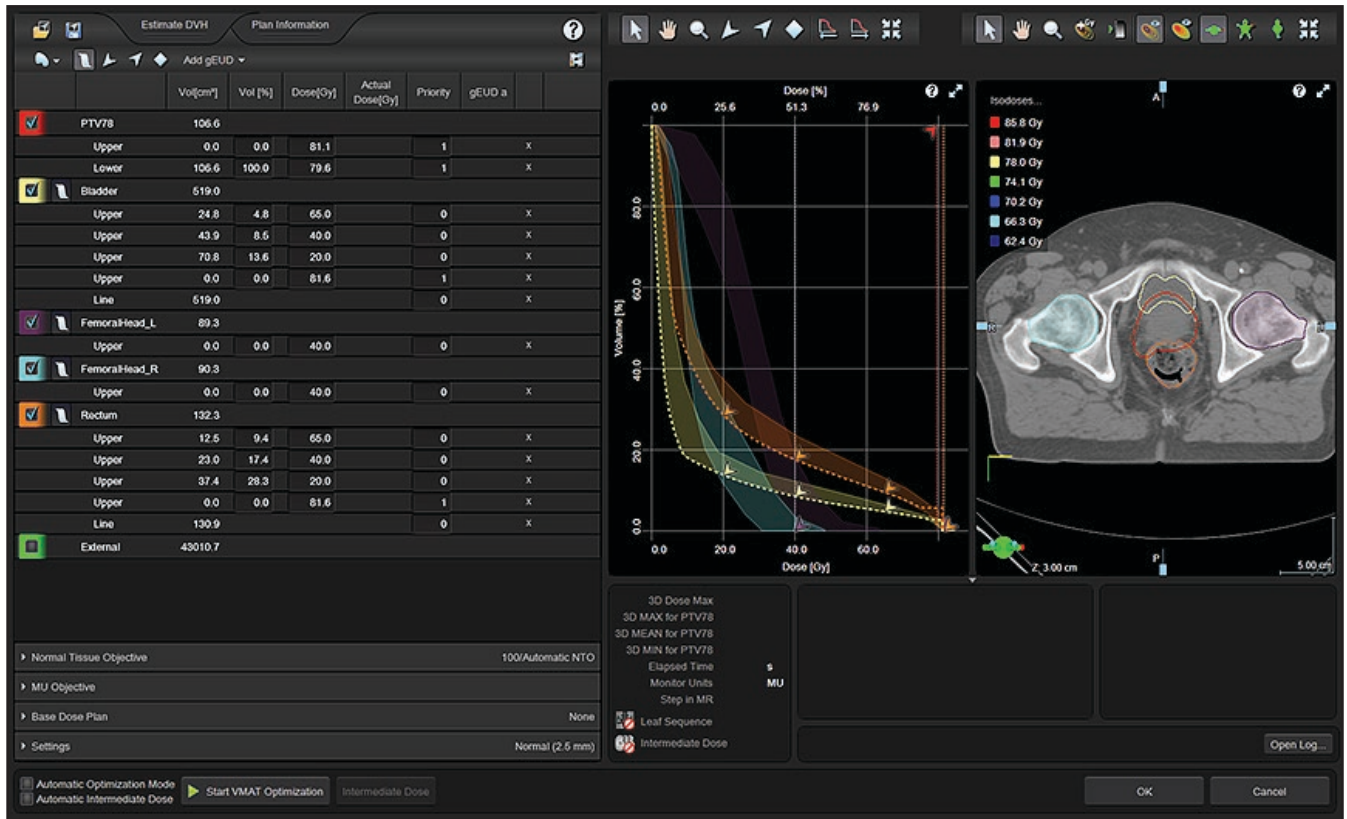 Estimate DVH Plan Information
Add gEUD
Vol[cm³] Vol [%] Dose[Gy] Actual Dose[Gy] Priority gEUD a
PTV78 106.6
Upper 0.0 0.0 81.1 1 x
Lower 106.6 100.0 79.6 1 x
Bladder 519.0
Upper 24.8 4.8 65.0 0 x
Upper 43.9 8.5 40.0 0 x
Upper 70.8 13.6 20.0 0 x
Upper 0.0 0.0 81.6 1 x
Line 519.0 0 x
FemoralHead_L 89.3
Upper 0.0 0.0 40.0 0 x
FemoralHead_R 90.3
Upper 0.0 0.0 40.0 0 x
Rectum 132.3
Upper 12.5 9.4 65.0 0 x
Upper 23.0 17.4 40.0 0 x
Upper 37.4 28.3 20.0 0 x
Upper 0.0 0.0 81.6 1 x
Line 130.9 0 x
External 43010.7
Normal Tissue Objective 100/Automatic NTO
MU Objective
Base Dose Plan None
Settings Normal (2.5 mm)
Automatic Optimization Mode
Automatic Intermediate Dose
Start VMAT Optimization
Intermediate Dose
Dose [%]
0.0 25.6 51.3 76.9
Volume [%]
80.0
60.0
40.0
20.0
0.0
0.0 20.0 40.0 60.0
Dose [Gy]
Isodoses...
85.8 Gy
81.9 Gy
78.0 Gy
74.1 Gy
70.2 Gy
66.3 Gy
62.4 Gy
A
R
P
Z: 3.00 cm
5.00 cm
3D Dose Max
3D MAX for PTV78
3D MEAN for PTV78
3D MIN for PTV78
Elapsed Time s
Monitor Units MU
Step in MR
Leaf Sequence
Intermediate Dose
Open Log...
OK
Cancel